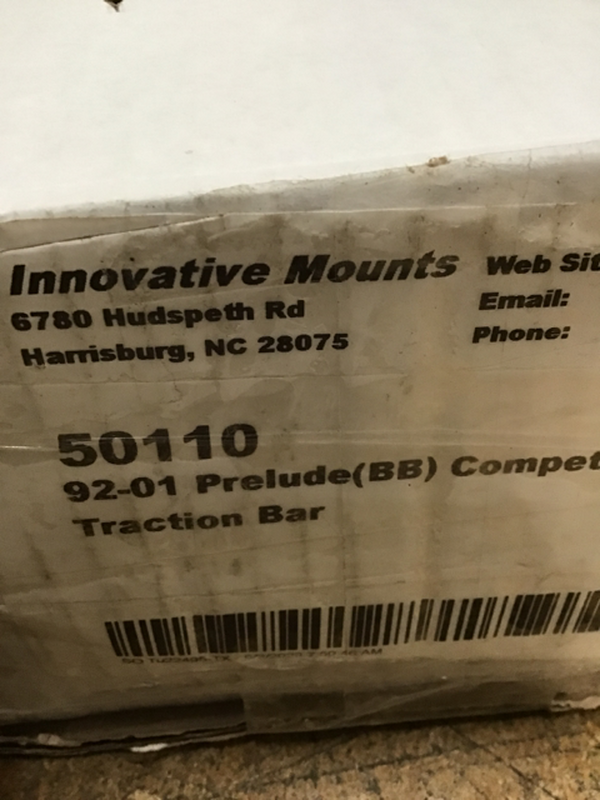 Innovative Mounts Web Sit
6780 Hudspeth Rd Email:
Harrisburg, NC 28075 Phone:
50110
92-01 Prelude(BB) Compet
Traction Bar